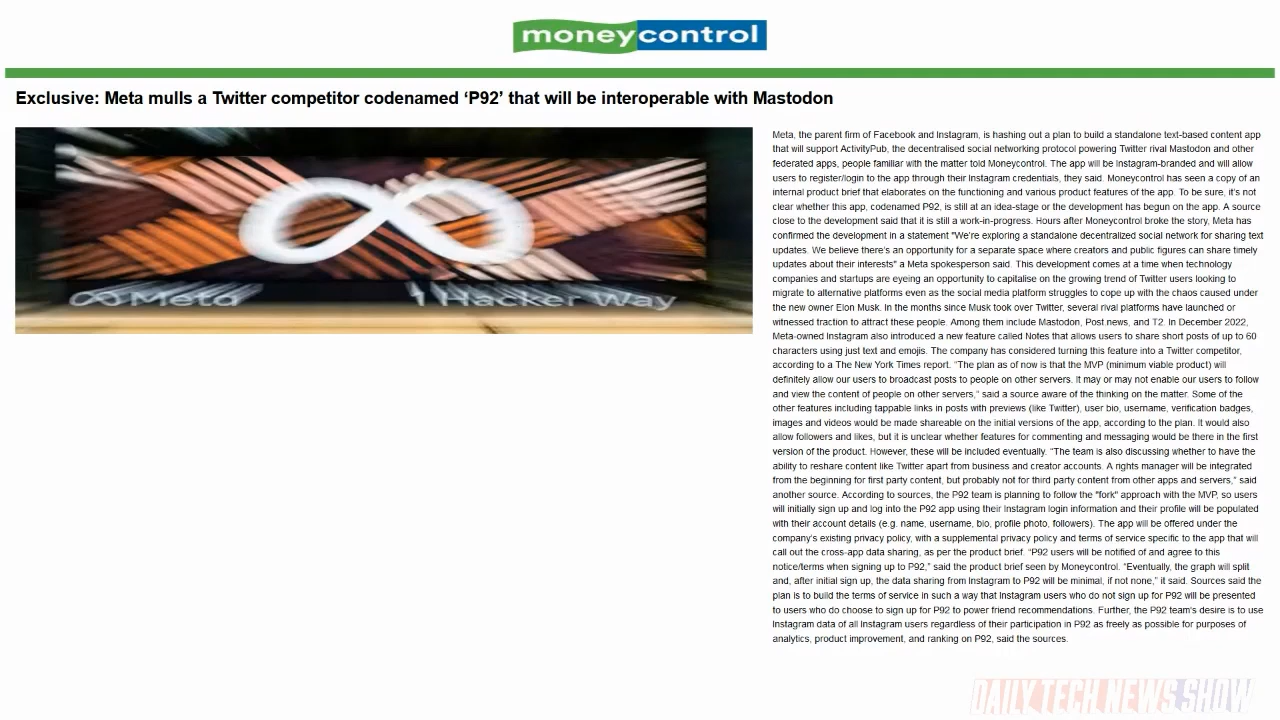 moneycontrol
Exclusive: Meta mulls a Twitter competitor codenamed ‘P92’ that will be interoperable with Mastodon
Meta
1 Hacker Way
Meta, the parent firm of Facebook and Instagram, is hashing out a plan to build a standalone text-based content app
that will support ActivityPub, the decentralised social networking protocol powering Twitter rival Mastodon and other
federated apps, people familiar with the matter told Moneycontrol. The app will be Instagram-branded and will allow
users to register/login to the app through their Instagram credentials, they said. Moneycontrol has seen a copy of an
internal product brief that elaborates on the functioning and various product features of the app. To be sure, it's not
clear whether this app, codenamed P92, is still at an idea-stage or the development has begun on the app. A source
close to the development said that it is still a work-in-progress. Hours after Moneycontrol broke the story, Meta has
confirmed the development in a statement "We're exploring a standalone decentralized social network for sharing text
updates. We believe there's an opportunity for a separate space where creators and public figures can share timely
updates about their interests" a Meta spokesperson said. This development comes at a time when technology
companies and startups are eyeing an opportunity to capitalise on the growing trend of Twitter users looking to
migrate to alternative platforms even as the social media platform struggles to cope up with the chaos caused under
the new owner Elon Musk. In the months since Musk took over Twitter, several rival platforms have launched or
witnessed traction to attract these people. Among them include Mastodon, Post.news, and T2. In December 2022,
Meta-owned Instagram also introduced a new feature called Notes that allows users to share short posts of up to 60
characters using just text and emojis. The company has considered turning this feature into a Twitter competitor,
according to a The New York Times report. “The plan as of now is that the MVP (minimum viable product) will
definitely allow our users to broadcast posts to people on other servers. It may or may not enable our users to follow
and view the content of people on other servers,” said a source aware of the thinking on the matter. Some of the
other features including tappable links in posts with previews (like Twitter), user bio, username, verification badges,
images and videos would be made shareable on the initial versions of the app, according to the plan. It would also
allow followers and likes, but it is unclear whether features for commenting and messaging would be there in the first
version of the product. However, these will be included eventually. “The team is also discussing whether to have the
ability to reshare content like Twitter apart from business and creator accounts. A rights manager will be integrated
from the beginning for first party content, but probably not for third party content from other apps and servers,” said
another source. According to sources, the P92 team is planning to follow the "fork" approach with the MVP, so users
will initially sign up and log into the P92 app using their Instagram login information and their profile will be populated
with their account details (e.g. name, username, bio, profile photo, followers). The app will be offered under the
company's existing privacy policy, with a supplemental privacy policy and terms of service specific to the app that will
call out the cross-app data sharing, as per the product brief. “P92 users will be notified of and agree to this
notice/terms when signing up to P92,” said the product brief seen by Moneycontrol. “Eventually, the graph will split
and, after initial sign up, the data sharing from Instagram to P92 will be minimal, if not none,” it said. Sources said the
plan is to build the terms of service in such a way that Instagram users who do not sign up for P92 will be presented
to users who do choose to sign up for P92 to power friend recommendations. Further, the P92 team's desire is to use
Instagram data of all Instagram users regardless of their participation in P92 as freely as possible for purposes of
analytics, product improvement, and ranking on P92, said the sources.
DAILY TECH NEWS SHOW